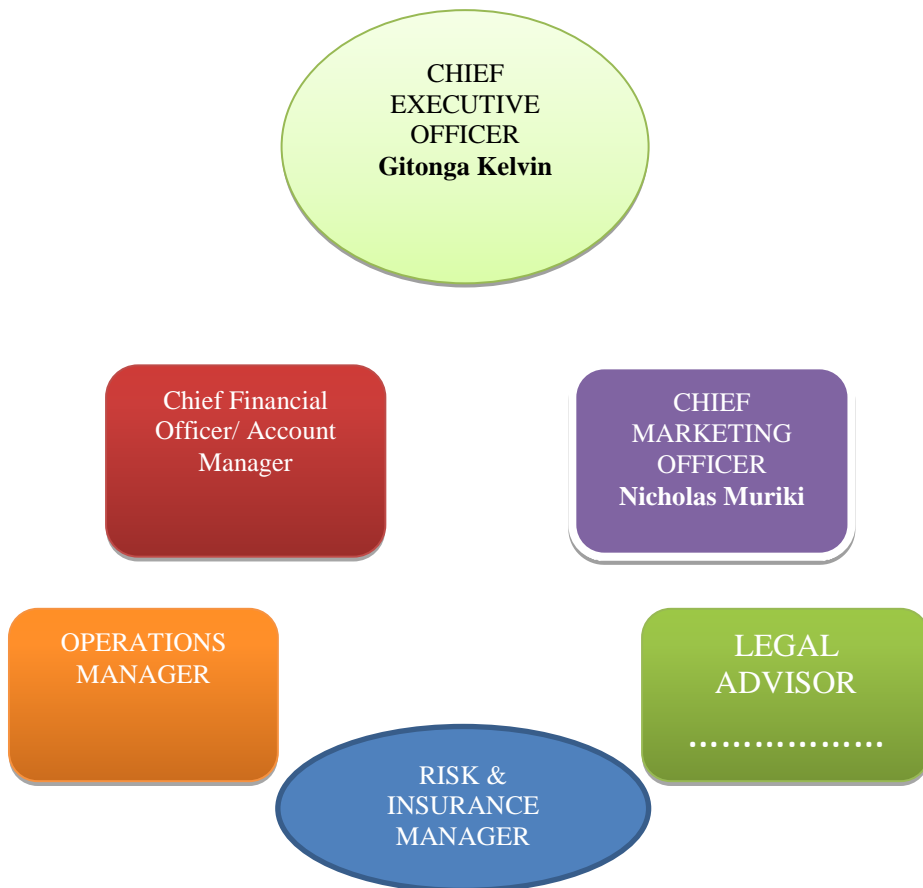 CHIEF
EXECUTIVE
OFFICER
Gitonga Kelvin
Chief Financial
Officer/ Account
Manager
CHIEF
MARKETING
OFFICER
Nicholas Muriki
OPERATIONS
MANAGER
LEGAL
ADVISOR
………………
RISK &
INSURANCE
MANAGER